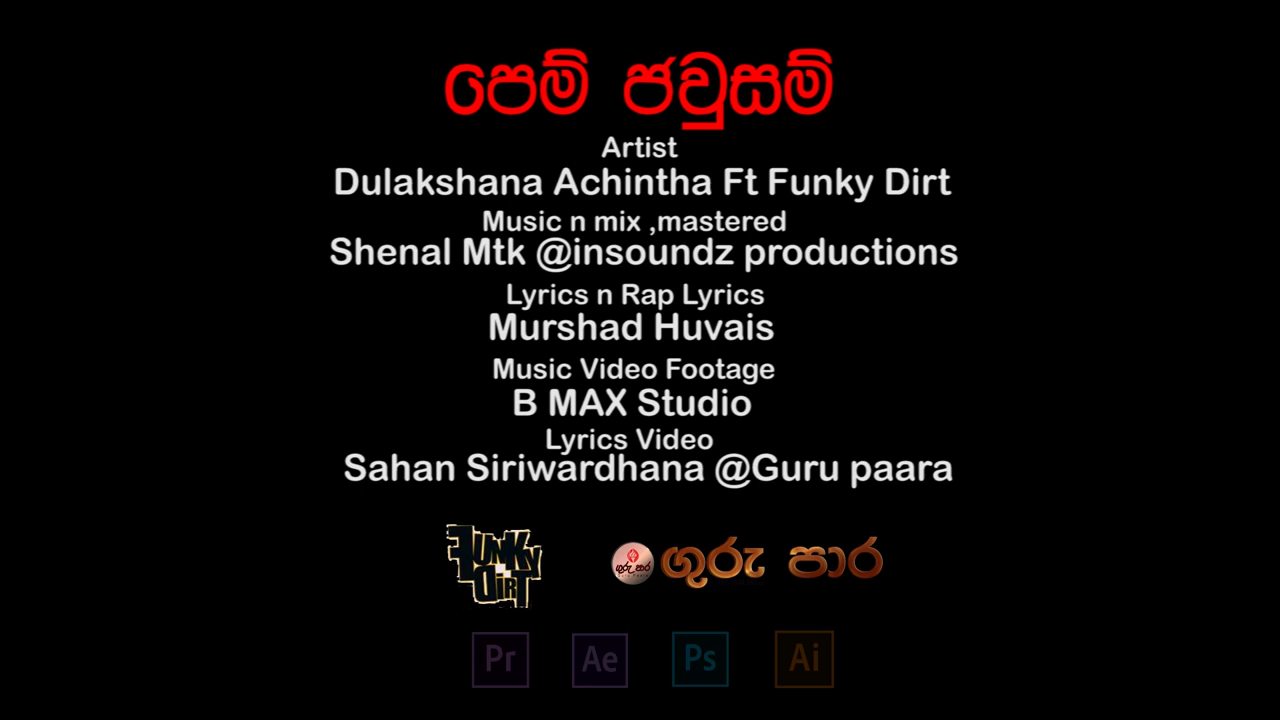 පෙම් ජවුසම්
Artist
Dulakshana Achintha Ft Funky Dirt
Music n mix ,mastered
Shenal Mtk @insoundz productions
Lyrics n Rap Lyrics
Murshad Huvais
Music Video Footage
B MAX Studio
Lyrics Video
Sahan Siriwardhana @Guru paara
FUNKY
DIRT
ගුරු පාර
ගුරු පාර
Pr Ae Ps Ai